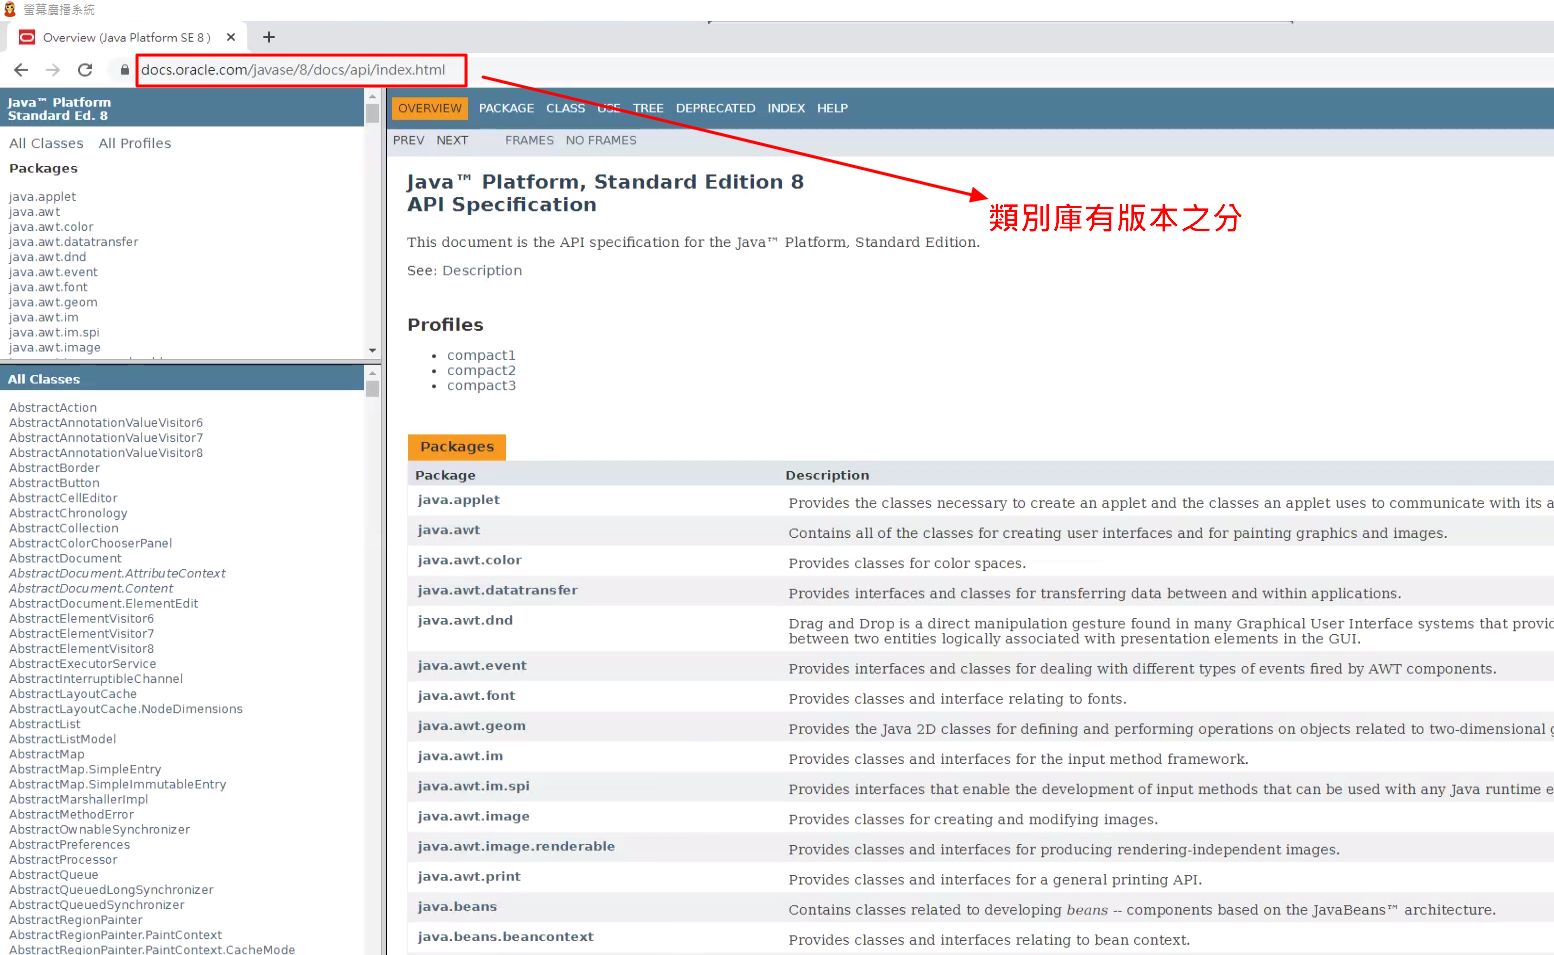 螢幕廣播系統
Overview (Java Platform SE 8 )
docs.oracle.com/javase/8/docs/api/index.html
Java™ Platform
Standard Ed. 8
All Classes All Profiles
Packages
java.applet
java.awt
java.awt.color
java.awt.datatransfer
java.awt.dnd
java.awt.event
java.awt.font
java.awt.geom
java.awt.im
java.awt.im.spi
java.awt.image
All Classes
AbstractAction
AbstractAnnotationValueVisitor6
AbstractAnnotationValueVisitor7
AbstractAnnotationValueVisitor8
AbstractBorder
AbstractButton
AbstractCellEditor
AbstractChronology
AbstractCollection
AbstractColorChooserPanel
AbstractDocument
AbstractDocument.AttributeContext
AbstractDocument.Content
AbstractDocument.ElementEdit
AbstractElementVisitor6
AbstractElementVisitor7
AbstractElementVisitor8
AbstractExecutorService
AbstractInterruptibleChannel
AbstractLayoutCache
AbstractLayoutCache.NodeDimensions
AbstractList
AbstractListModel
AbstractMap
AbstractMap.SimpleEntry
AbstractMap.SimpleImmutableEntry
AbstractMarshallerImpl
AbstractMethodError
AbstractOwnableSynchronizer
AbstractPreferences
AbstractProcessor
AbstractQueue
AbstractQueuedLongSynchronizer
AbstractQueuedSynchronizer
AbstractRegionPainter
AbstractRegionPainter.PaintContext
AbstractRegionPainter.PaintContext.CacheMode
OVERVIEW PACKAGE CLASS USE TREE DEPRECATED INDEX HELP
PREV NEXT FRAMES NO FRAMES
Java™ Platform, Standard Edition 8
API Specification
類別庫有版本之分
This document is the API specification for the Java™ Platform, Standard Edition.
See: Description
Profiles
• compact1
• compact2
• compact3
Packages
Package Description
java.applet Provides the classes necessary to create an applet and the classes an applet uses to communicate with its a
java.awt Contains all of the classes for creating user interfaces and for painting graphics and images.
java.awt.color Provides classes for color spaces.
java.awt.datatransfer Provides interfaces and classes for transferring data between and within applications.
java.awt.dnd Drag and Drop is a direct manipulation gesture found in many Graphical User Interface systems that provid
between two entities logically associated with presentation elements in the GUI.
java.awt.event Provides interfaces and classes for dealing with different types of events fired by AWT components.
java.awt.font Provides classes and interface relating to fonts.
java.awt.geom Provides the Java 2D classes for defining and performing operations on objects related to two-dimensional g
java.awt.im Provides classes and interfaces for the input method framework.
java.awt.im.spi Provides interfaces that enable the development of input methods that can be used with any Java runtime e
java.awt.image Provides classes for creating and modifying images.
java.awt.image.renderable Provides classes and interfaces for producing rendering-independent images.
java.awt.print Provides classes and interfaces for a general printing API.
java.beans Contains classes related to developing beans -- components based on the JavaBeans™ architecture.
java.beans.beancontext Provides classes and interfaces relating to bean context.